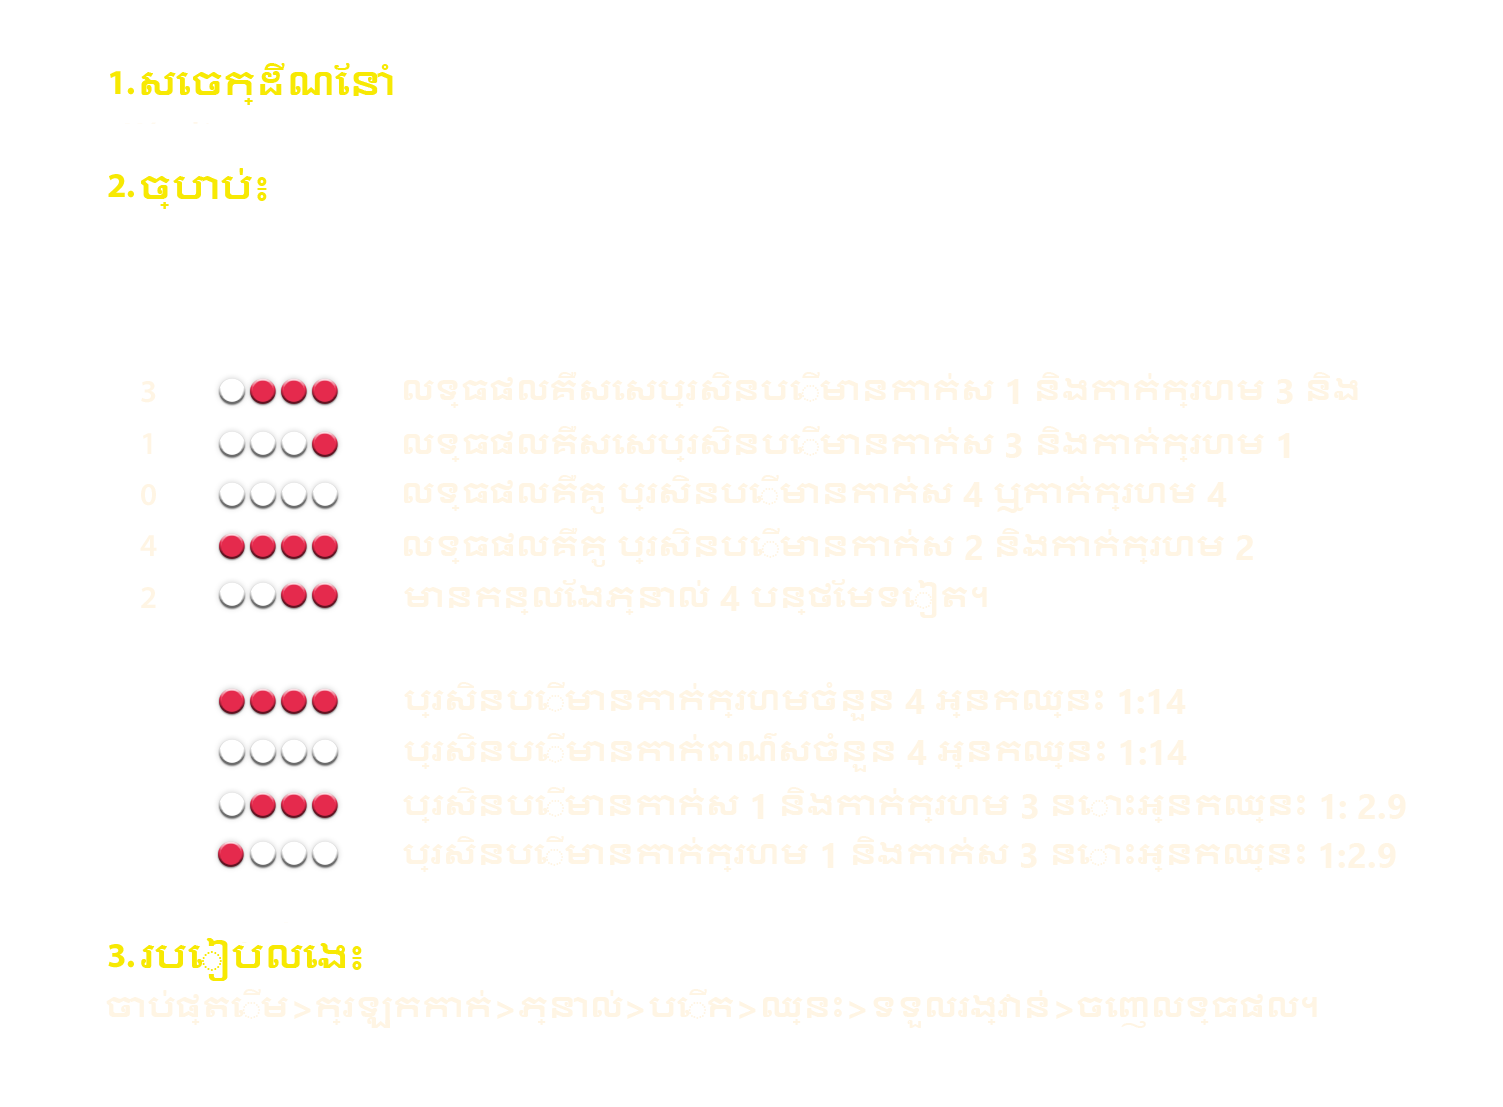 1. សេចក្ដីណែនាំ
2. ច្បាប់៖
3 លទ្ធផលគឺសេសប្រសិនបើមានកាក់ស 1 និងកាក់ក្រហម 3 និង
1 លទ្ធផលគឺសេសប្រសិនបើមានកាក់ស 3 និងកាក់ក្រហម 1
0 លទ្ធផលគឺគូ ប្រសិនបើមានកាក់ស 4 ឬកាក់ក្រហម 4
4 លទ្ធផលគឺគូ ប្រសិនបើមានកាក់ស 2 និងកាក់ក្រហម 2
2 មានកន្លែងភ្នាល់ 4 បន្ថែមទៀត។
ប្រសិនបើមានកាក់ក្រហមចំនួន 4 អ្នកឈ្នះ 1:14
ប្រសិនបើមានកាក់ពណ៌សចំនួន 4 អ្នកឈ្នះ 1:14
ប្រសិនបើមានកាក់ស 1 និងកាក់ក្រហម 3 នោះអ្នកឈ្នះ 1: 2.9
ប្រសិនបើមានកាក់ក្រហម 1 និងកាក់ស 3 នោះអ្នកឈ្នះ 1:2.9
3. របៀបលេង៖
ចាប់ផ្តើម>ក្រឡុកកាក់>ភ្នាល់>បើក>ឈ្នះ>ទទួលរង្វាន់>ចេញលទ្ធផល។